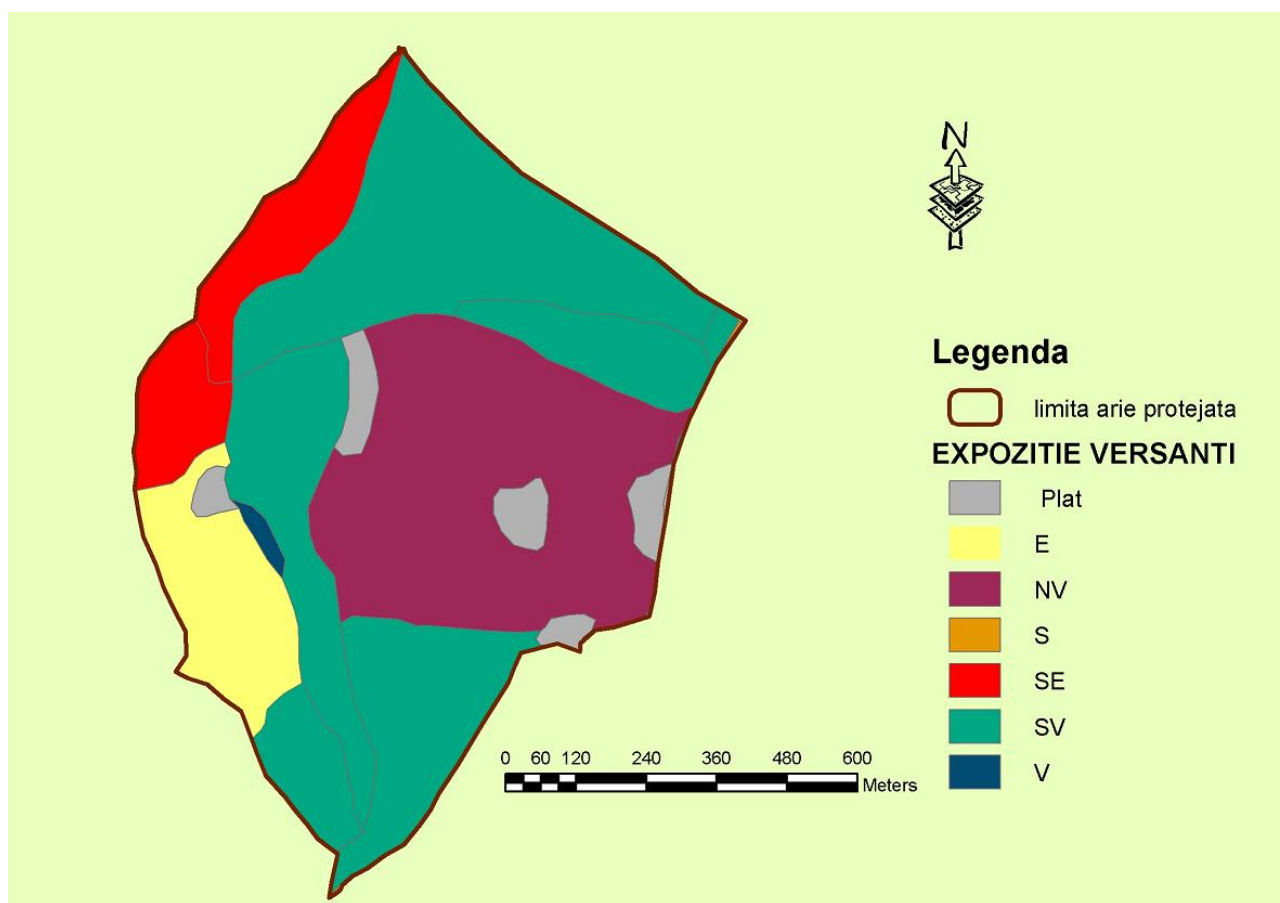 N
Legenda
limita arie protejata
EXPOZITIE VERSANTI
Plat
E
NV
S
SE
SV
V
0 60 120 240 360 480 600
Meters